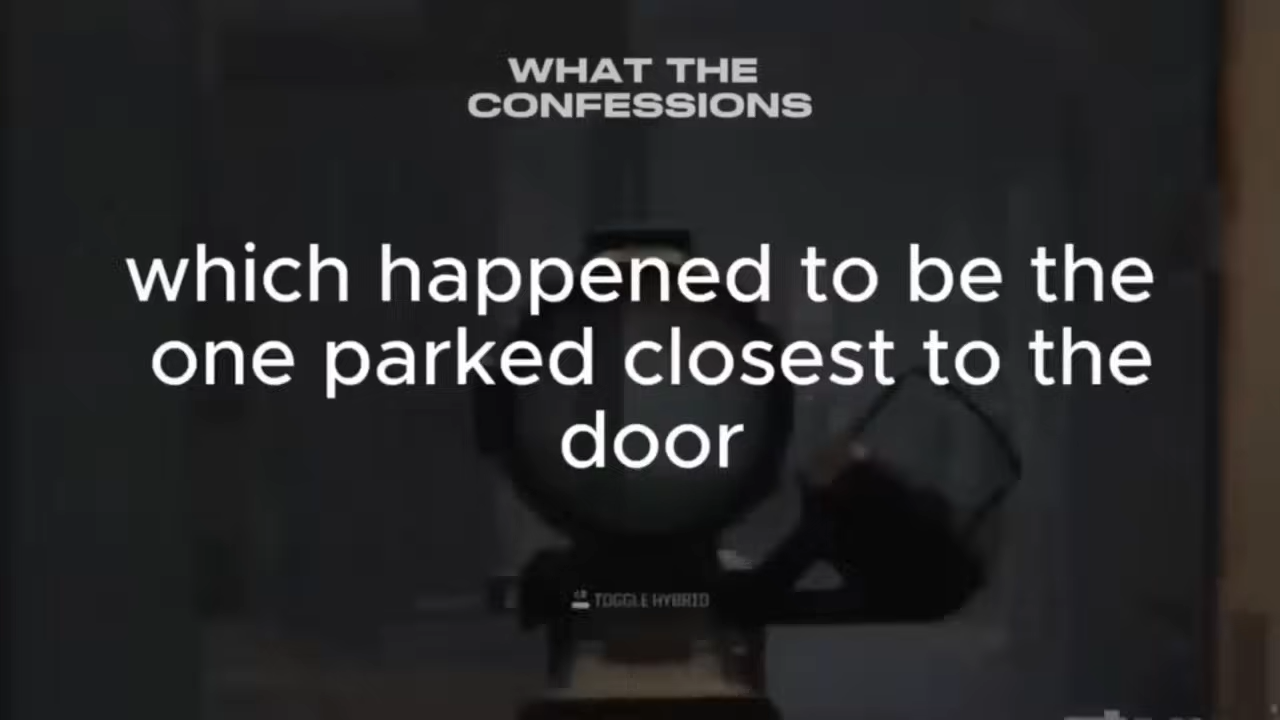 WHAT THE
CONFESSIONS
which happened to be the
one parked closest to the
door
TOGGLE HYBRID